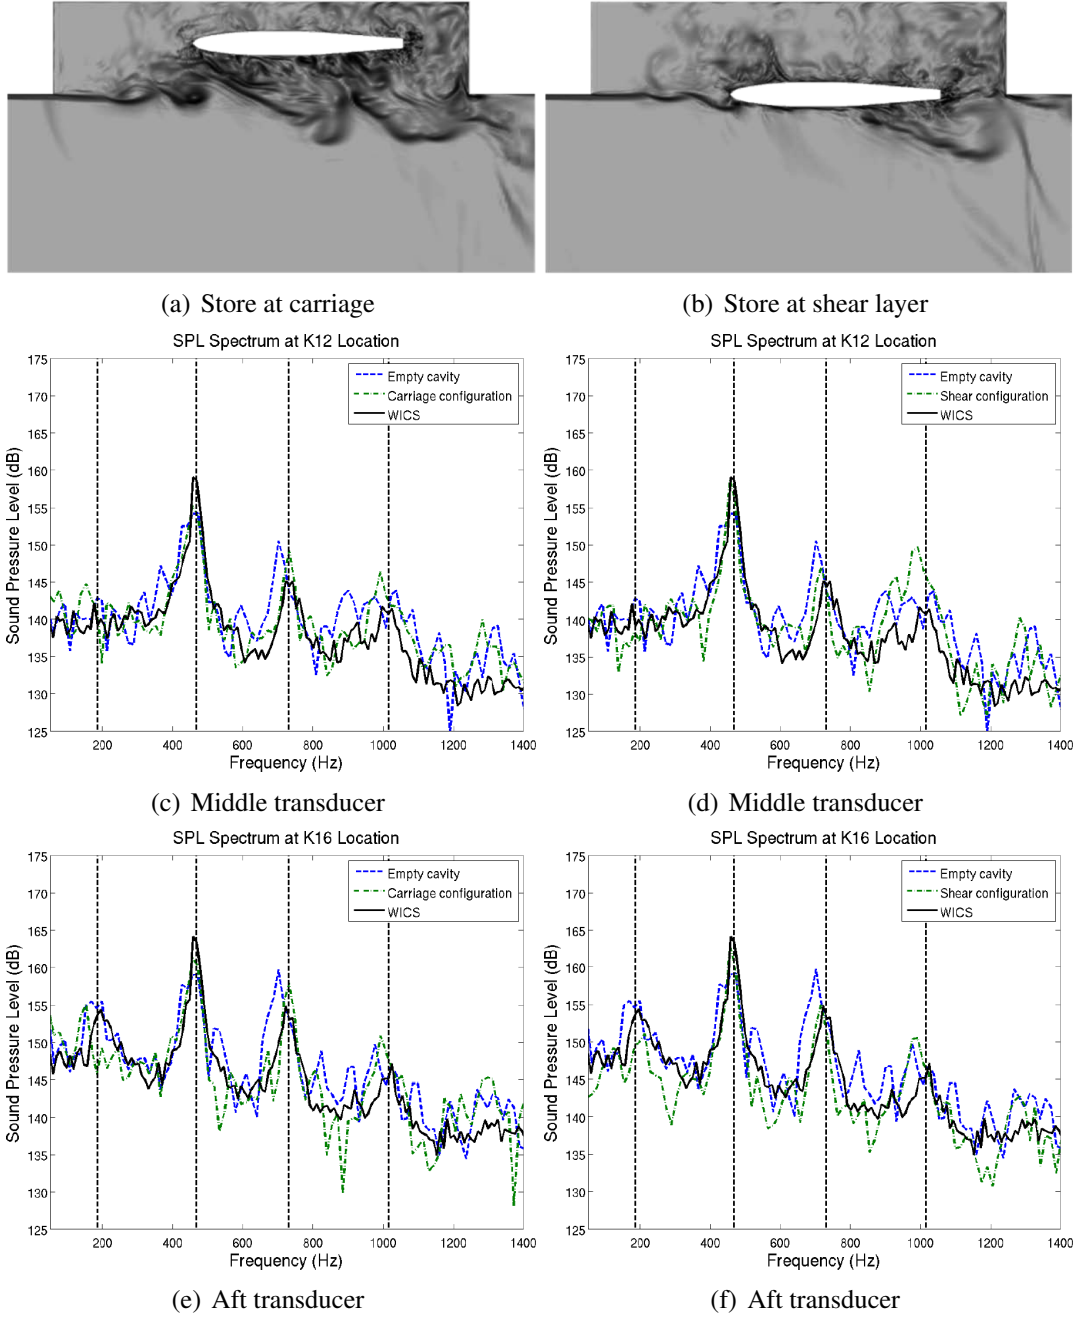 (a) Store at carriage
(b) Store at shear layer
SPL Spectrum at K12 Location
175
170
165
160
155
150
145
140
135
130
125
Sound Pressure Level (dB)
Empty cavity
Carriage configuration
WICS
200 400 600 800 1000 1200 1400
Frequency (Hz)
SPL Spectrum at K12 Location
175
170
165
160
155
150
145
140
135
130
125
Sound Pressure Level (dB)
Empty cavity
Shear configuration
WICS
200 400 600 800 1000 1200 1400
Frequency (Hz)
(c) Middle transducer
(d) Middle transducer
SPL Spectrum at K16 Location
175
170
165
160
155
150
145
140
135
130
125
Sound Pressure Level (dB)
Empty cavity
Carriage configuration
WICS
200 400 600 800 1000 1200 1400
Frequency (Hz)
SPL Spectrum at K16 Location
175
170
165
160
155
150
145
140
135
130
125
Sound Pressure Level (dB)
Empty cavity
Shear configuration
WICS
200 400 600 800 1000 1200 1400
Frequency (Hz)
(e) Aft transducer
(f) Aft transducer